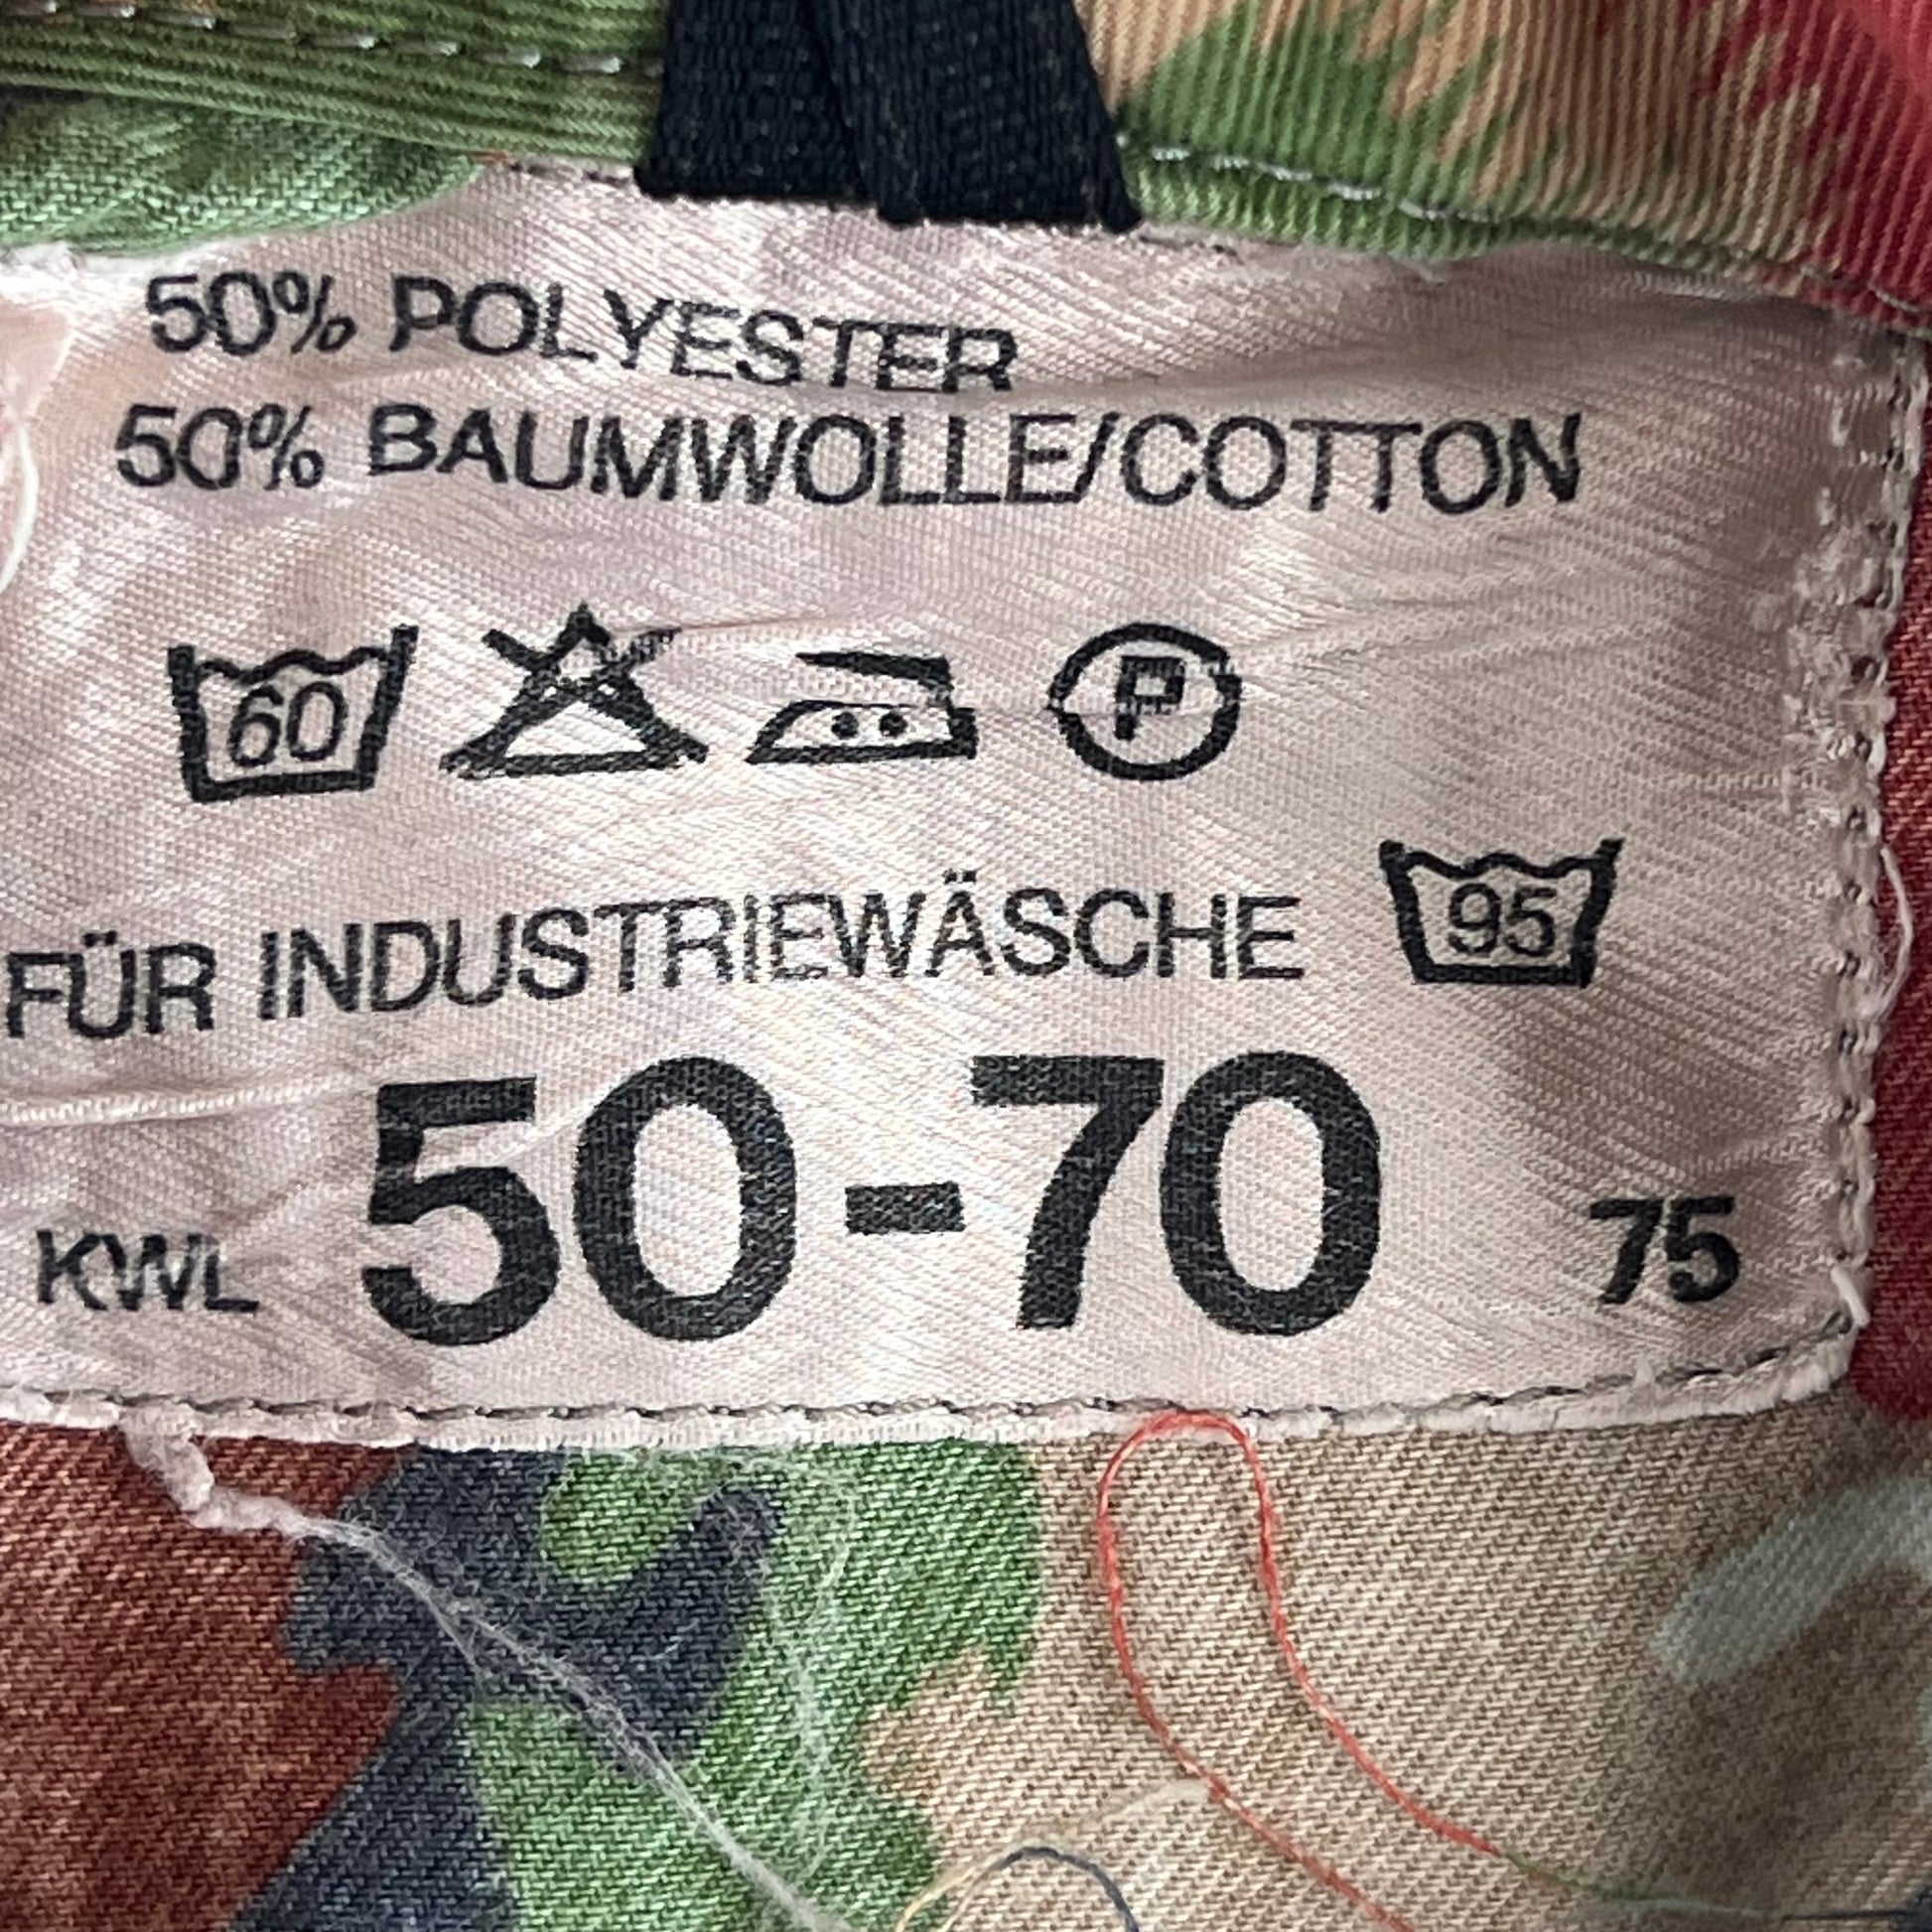 50% POLYESTER
50% BAUMWOLLE/COTTON
60 P
FÜR INDUSTRIEWÄSCHE 95
KWL 50-70 75